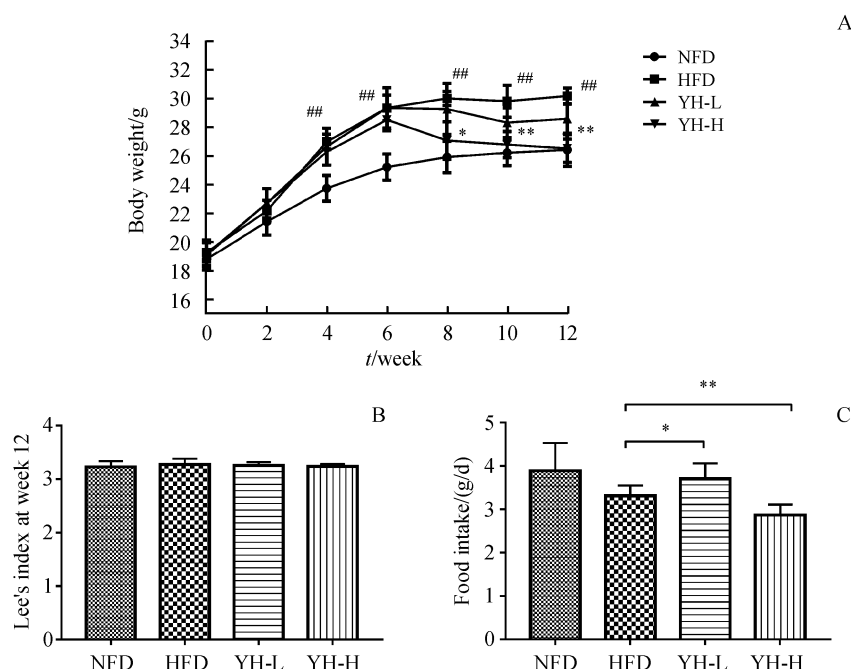 A
34
32
30
28
26
24
22
20
18
16
Body weight/g
##
##
##
##
##
*
**
**
0 2 4 6 8 10 12
t/week
NFD
HFD
YH-L
YH-H
B
4
3
2
1
0
Lee's index at week 12
NFD HFD YH-L YH-H
C
**
*
5
4
3
2
1
0
Food intake/(g/d)
NFD HFD YH-L YH-H